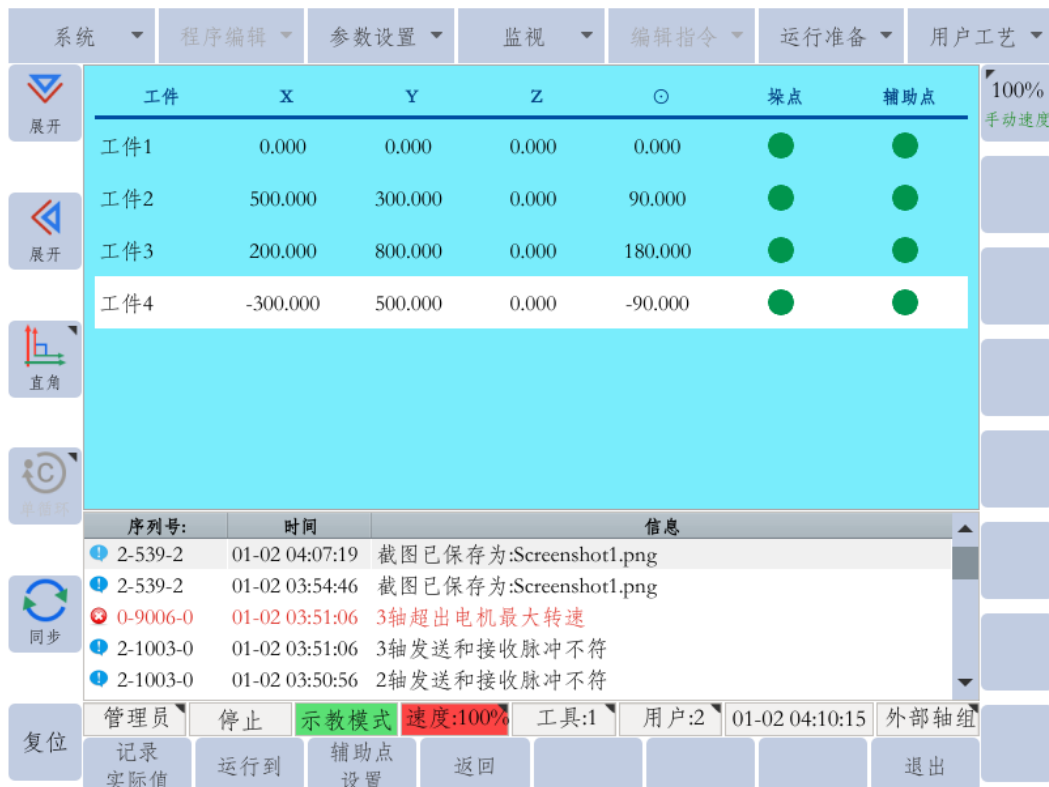 系统 程序编辑 参数设置 监视 编辑指令 运行准备 用户工艺
展开
展开
直角
同步
复位
100%
手动速度
工件 X Y Z ⊙ 垛点 辅助点
工件1 0.000 0.000 0.000 0.000
工件2 500.000 300.000 0.000 90.000
工件3 200.000 800.000 0.000 180.000
工件4 -300.000 500.000 0.000 -90.000
序列号: 时间 信息
2-539-2 01-02 04:07:19 截图已保存为:Screenshot1.png
2-539-2 01-02 03:54:46 截图已保存为:Screenshot1.png
0-9006-0 01-02 03:51:06 3轴超出电机最大转速
2-1003-0 01-02 03:51:06 3轴发送和接收脉冲不符
2-1003-0 01-02 03:50:56 2轴发送和接收脉冲不符
管理员 停止 示教模式 速度:100% 工具:1 用户:2 01-02 04:10:15 外部轴组
记录
实际值
运行到
辅助点
设置
返回
退出